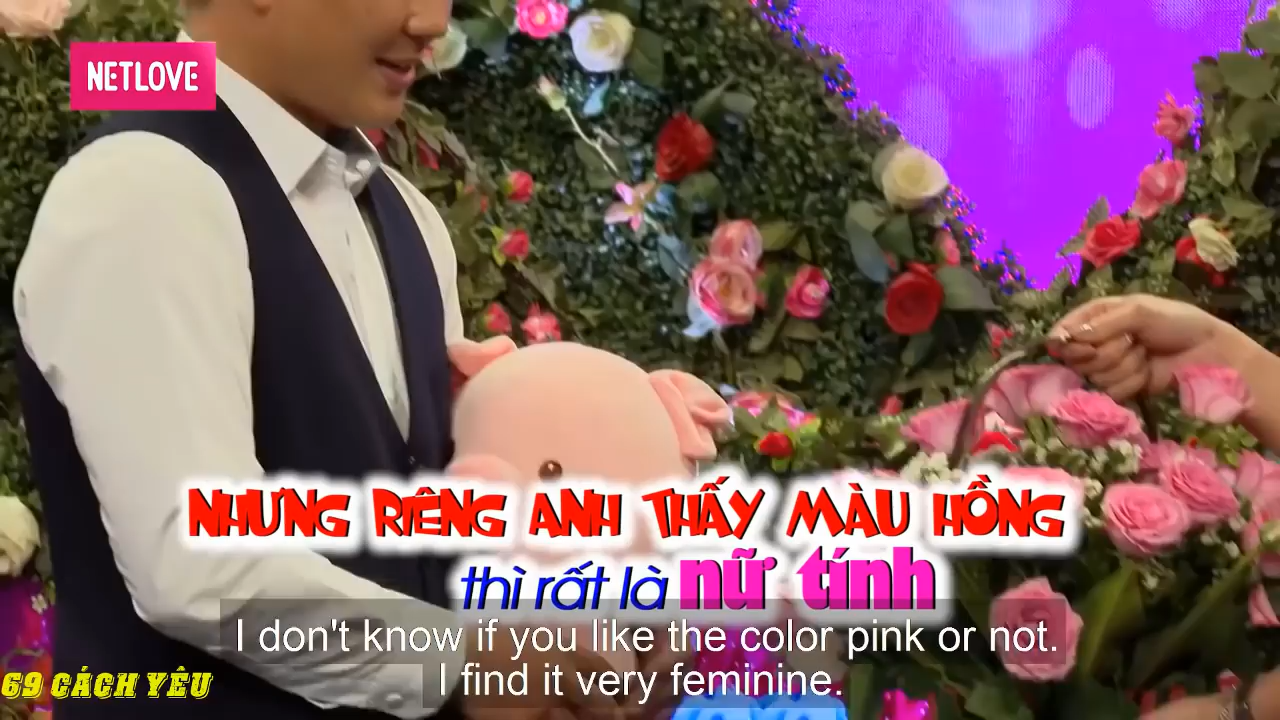 NETLOVE
NHƯNG RIÊNG ANH THẤY MÀU HỒNG
thì rất là nữ tính
I don't know if you like the color pink or not.
I find it very feminine.
69 CÁCH YÊU